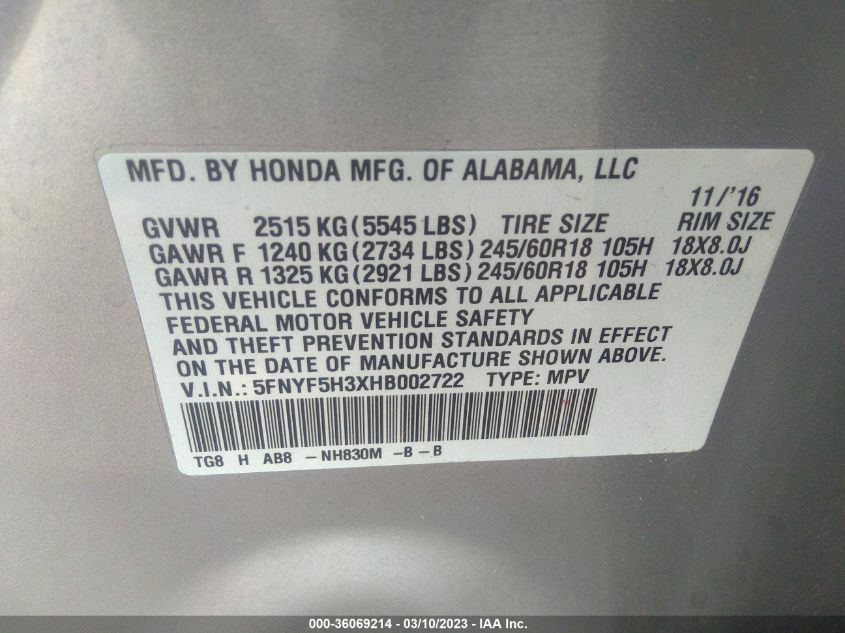 MFD. BY HONDA MFG. OF ALABAMA, LLC
11/'16
GVWR 2515 KG (5545 LBS) TIRE SIZE RIM SIZE
GAWR F 1240 KG (2734 LBS) 245/60R18 105H 18X8.0J
GAWR R 1325 KG (2921 LBS) 245/60R18 105H 18X8.0J
THIS VEHICLE CONFORMS TO ALL APPLICABLE
FEDERAL MOTOR VEHICLE SAFETY
AND THEFT PREVENTION STANDARDS IN EFFECT
ON THE DATE OF MANUFACTURE SHOWN ABOVE.
V.I.N.: 5FNYF5H3XHB002722 TYPE: MPV
TG8 H AB8 - NH830M - B - B
000-36069214 - 03/10/2023 - IAA Inc.